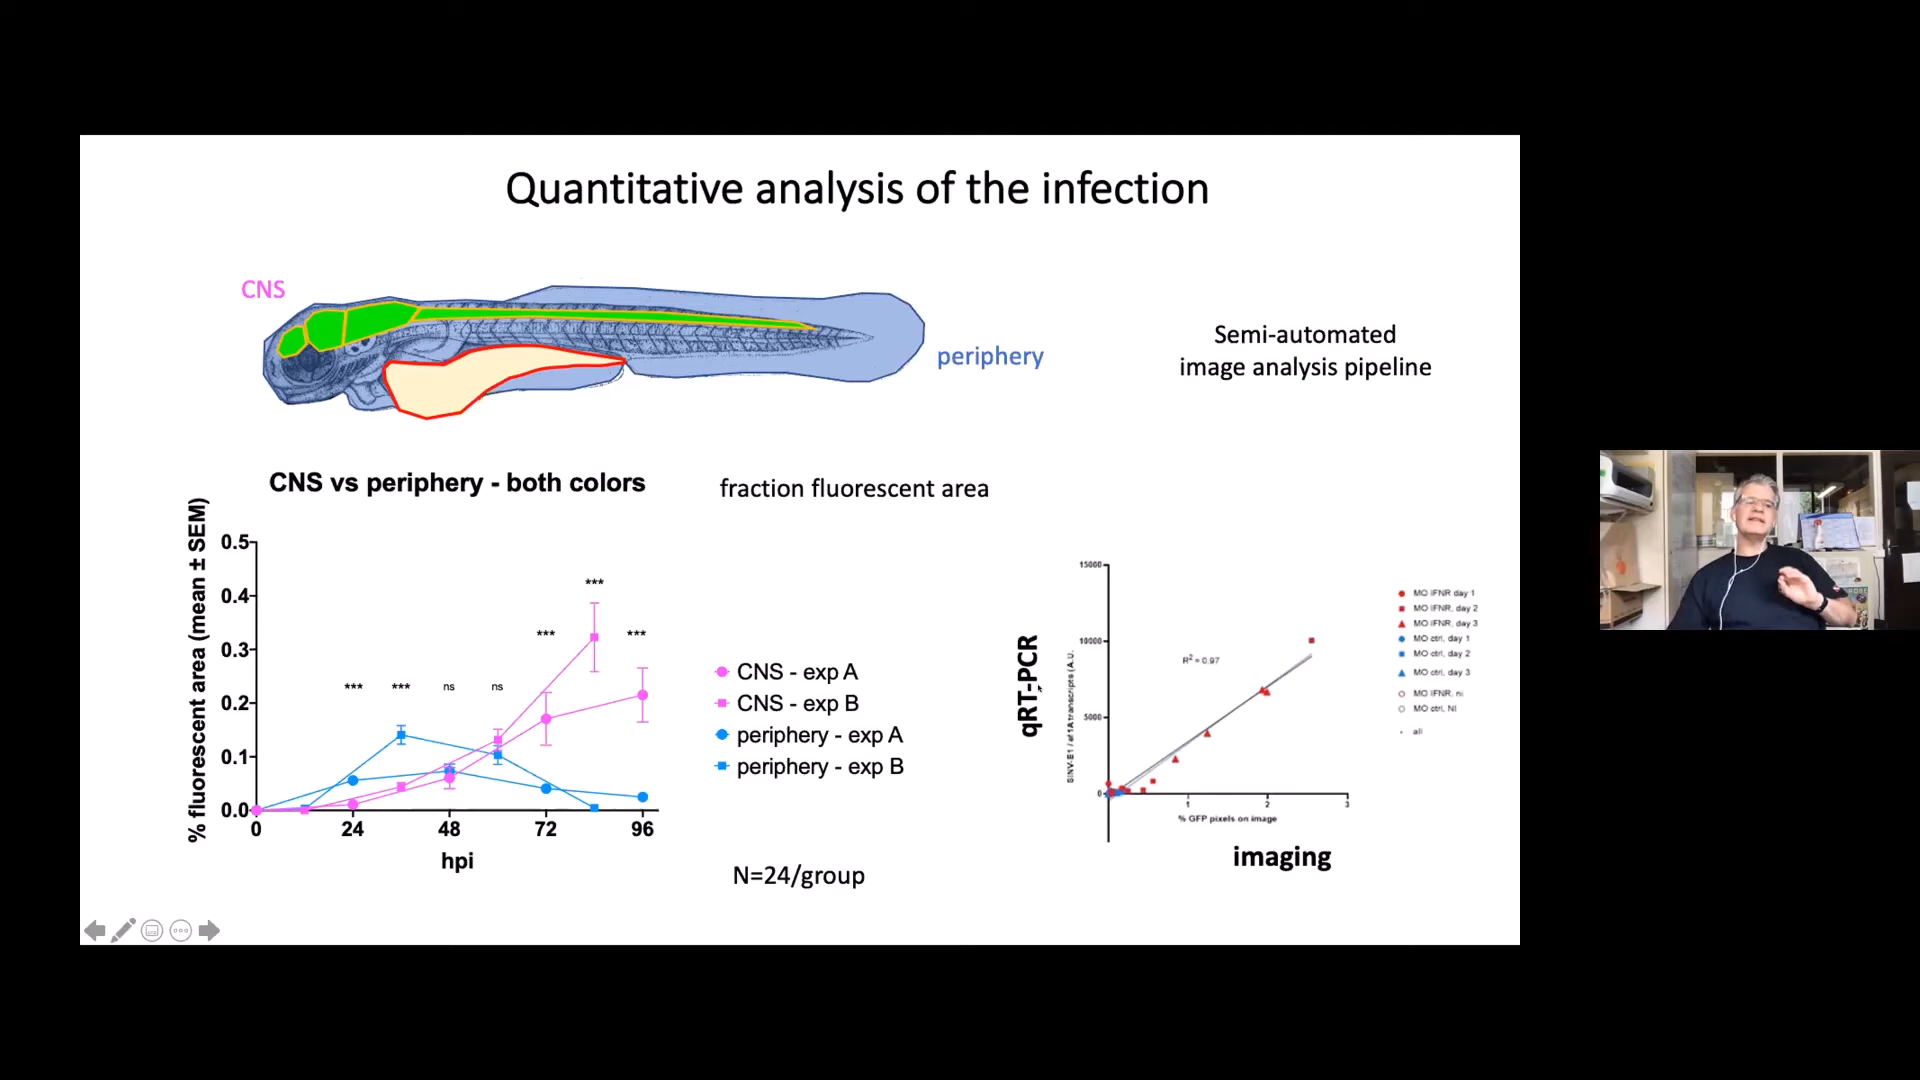 Quantitative analysis of the infection
CNS
periphery
Semi-automated
image analysis pipeline
CNS vs periphery - both colors
fraction fluorescent area
% fluorescent area (mean ± SEM)
0.5
0.4
0.3
0.2
0.1
0.0
***
***
ns
ns
***
***
***
0
24
48
72
96
hpi
CNS - exp A
CNS - exp B
periphery - exp A
periphery - exp B
N=24/group
qRT-PCR
SINV-E1 / ef1A transcripts (A.U.
15000
10000
5000
0
R² = 0.97
1
2
3
% GFP pixels on image
imaging
MO IFNR day 1
MO IFNR, day 2
MO IFNR, day 3
MO ctrl, day 1
MO ctrl, day 2
MO ctrl, day 3
MO IFNR, ni
MO ctrl, NI
all